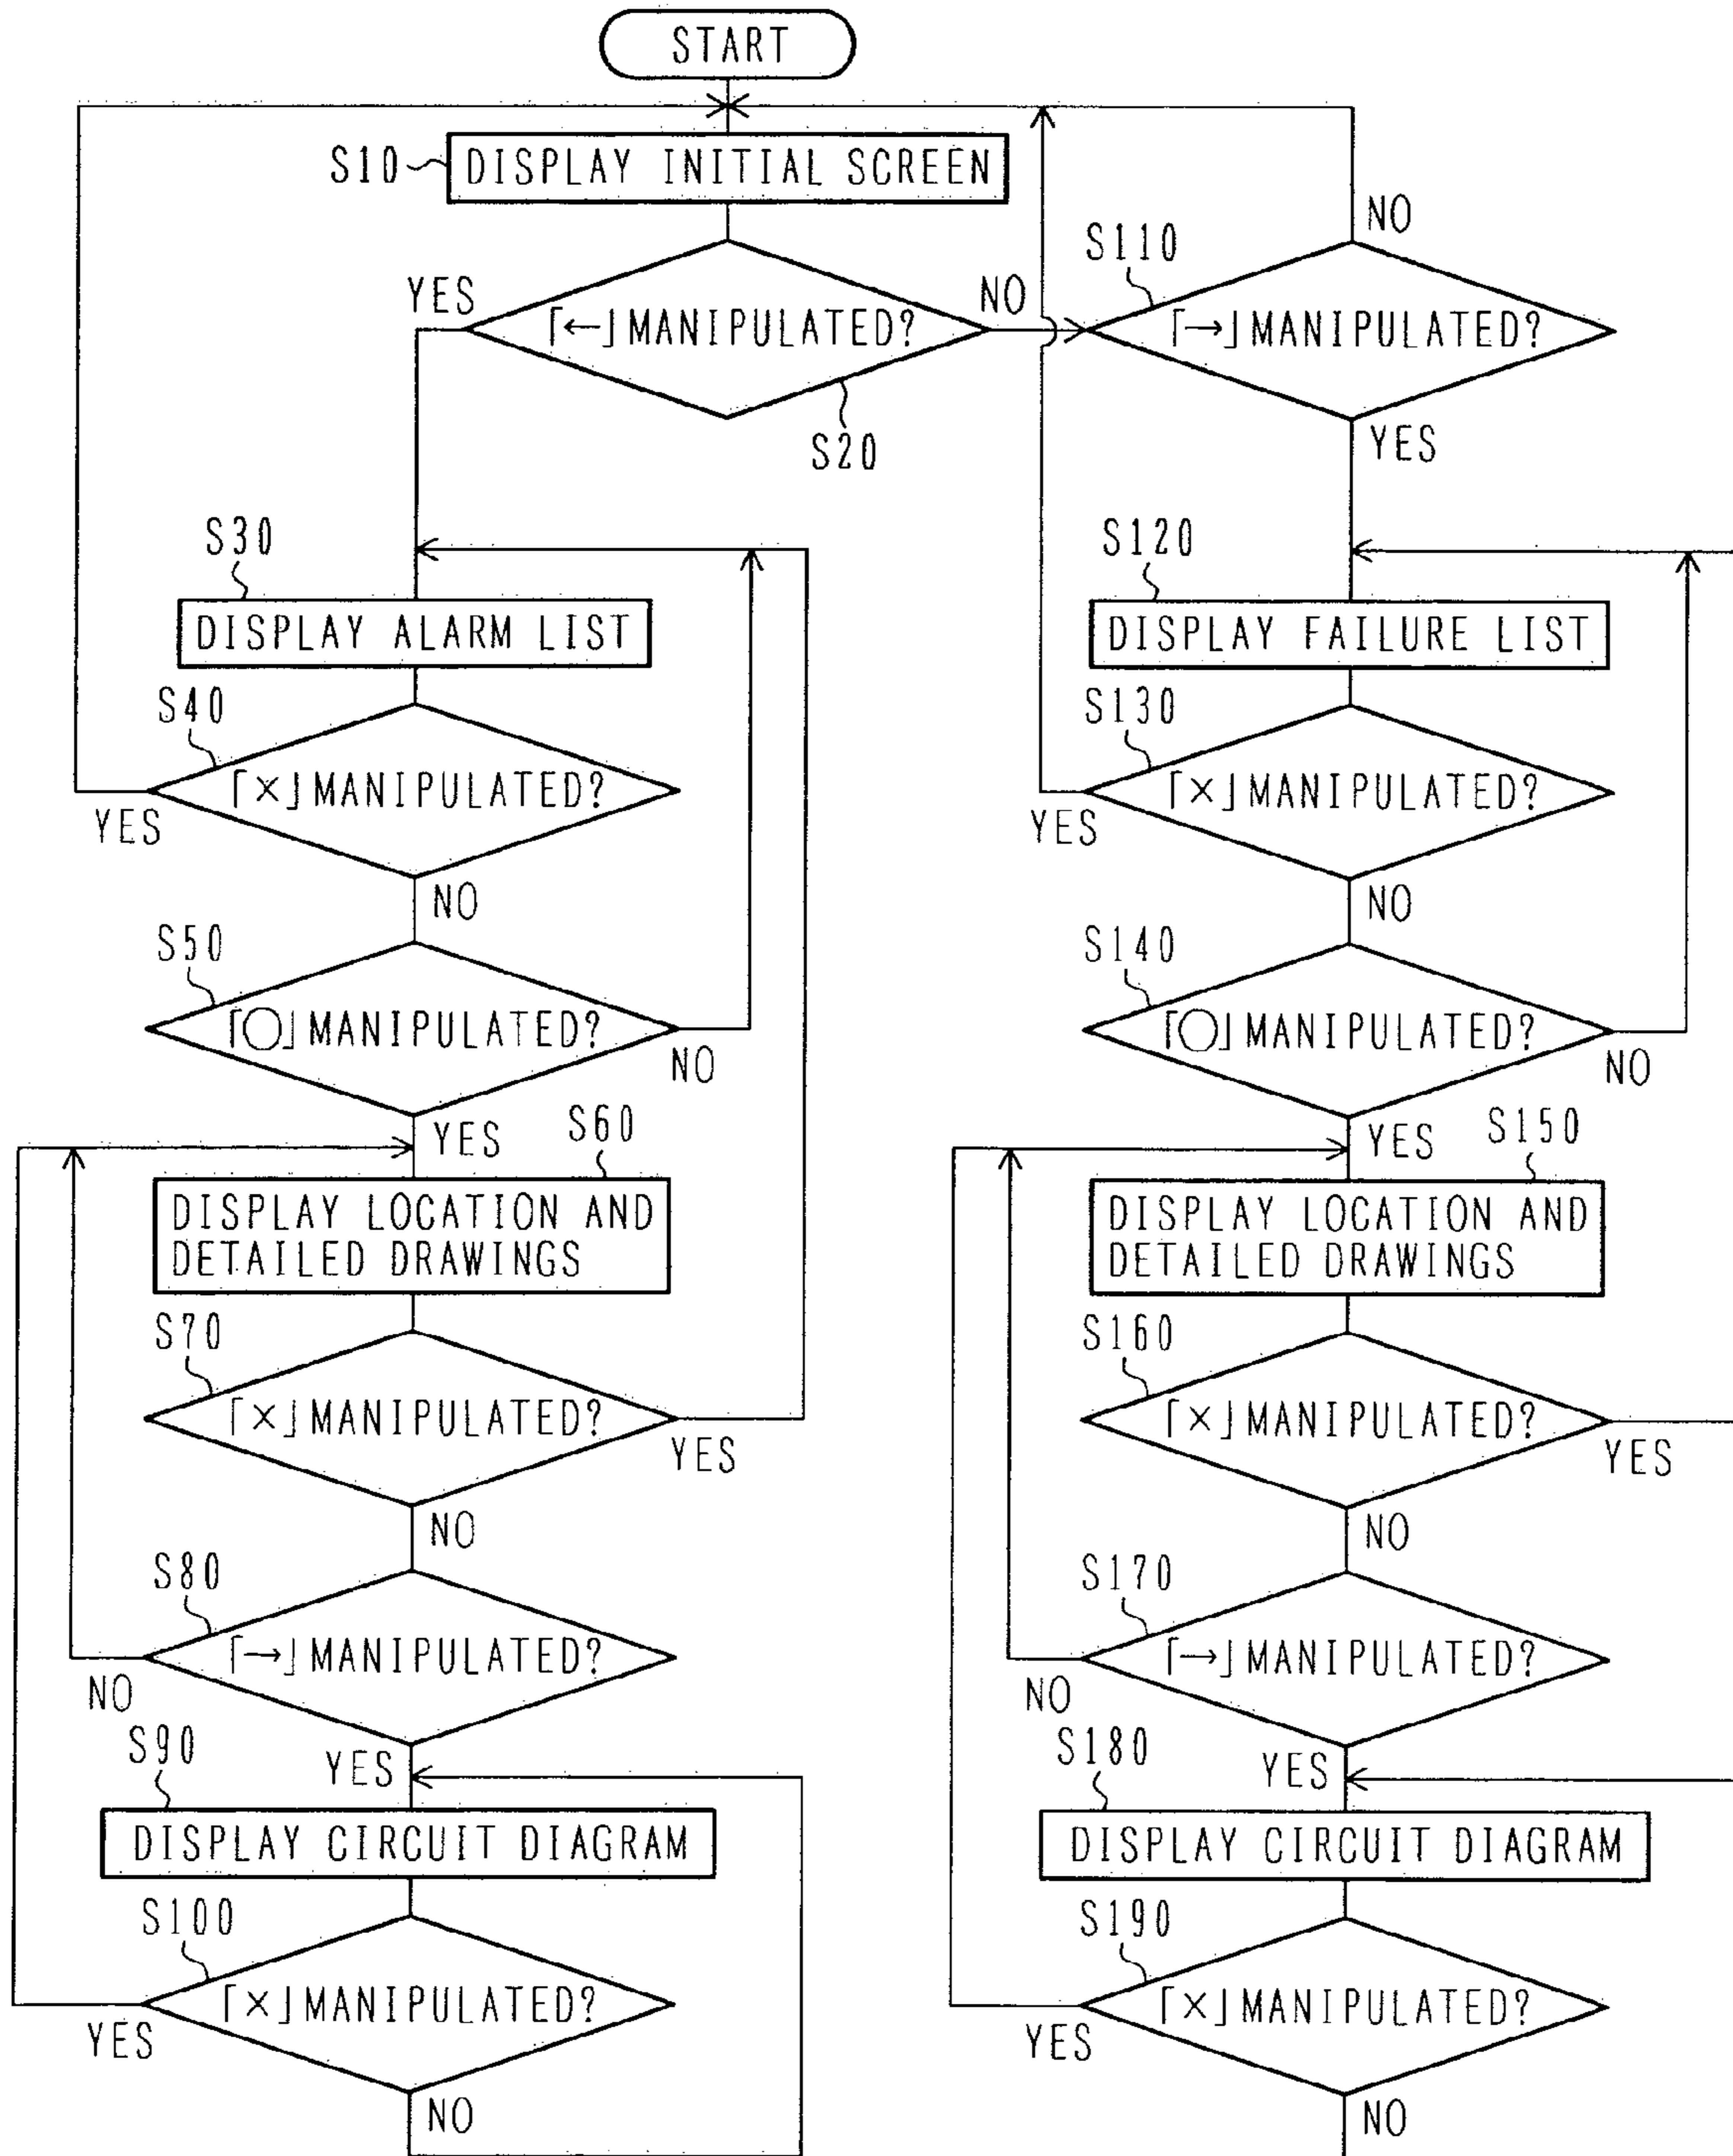 START
S10
DISPLAY INITIAL SCREEN
YES
「←」MANIPULATED?
NO
S20
S110
NO
「→」MANIPULATED?
YES
S30
DISPLAY ALARM LIST
S40
「×」MANIPULATED?
YES
NO
S50
「○」MANIPULATED?
NO
YES
S60
DISPLAY LOCATION AND
DETAILED DRAWINGS
S70
「×」MANIPULATED?
YES
NO
S80
「→」MANIPULATED?
NO
S90
YES
DISPLAY CIRCUIT DIAGRAM
S100
「×」MANIPULATED?
YES
NO
S120
DISPLAY FAILURE LIST
S130
「×」MANIPULATED?
YES
NO
S140
「○」MANIPULATED?
NO
YES
S150
DISPLAY LOCATION AND
DETAILED DRAWINGS
S160
「×」MANIPULATED?
YES
NO
S170
「→」MANIPULATED?
NO
S180
YES
DISPLAY CIRCUIT DIAGRAM
S190
「×」MANIPULATED?
YES
NO